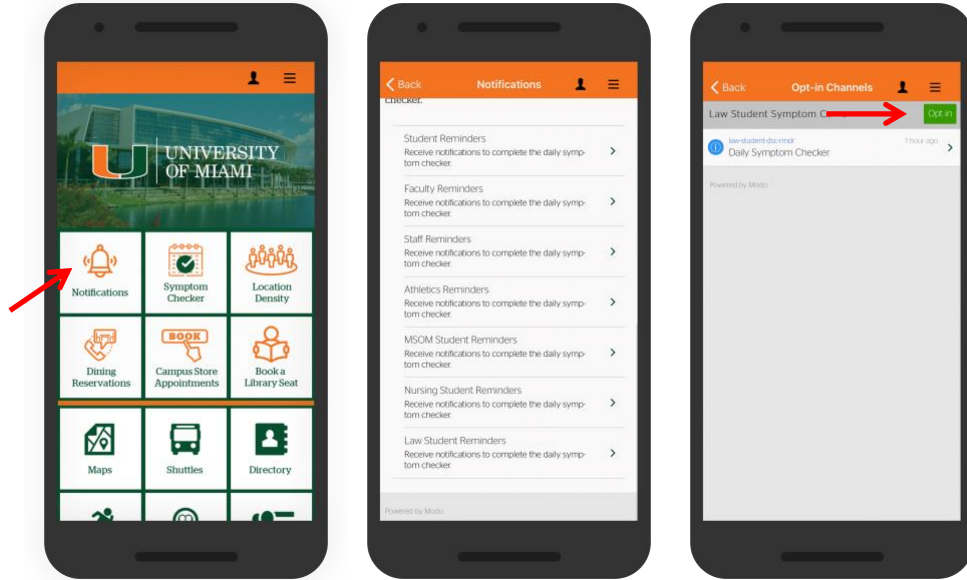 UNIVERSITY
OF MIAMI
Notifications
Symptom
Checker
Location
Density
BOOK
Dining
Reservations
Campus Store
Appointments
Book a
Library Seat
Maps
Shuttles
Directory
Back
Notifications
checker.
Student Reminders
Receive notifications to complete the daily symp-
tom checker.
Faculty Reminders
Receive notifications to complete the daily symp-
tom checker.
Staff Reminders
Receive notifications to complete the daily symp-
tom checker.
Athletics Reminders
Receive notifications to complete the daily symp-
tom checker.
MSOM Student Reminders
Receive notifications to complete the daily symp-
tom checker.
Nursing Student Reminders
Receive notifications to complete the daily symp-
tom checker.
Law Student Reminders
Receive notifications to complete the daily symp-
tom checker.
Powered by Modo
Back
Opt-in Channels
Law Student Symptom
Opt in
law-student-dsc-rmndr
1 hour ago
Daily Symptom Checker
Powered by Modo